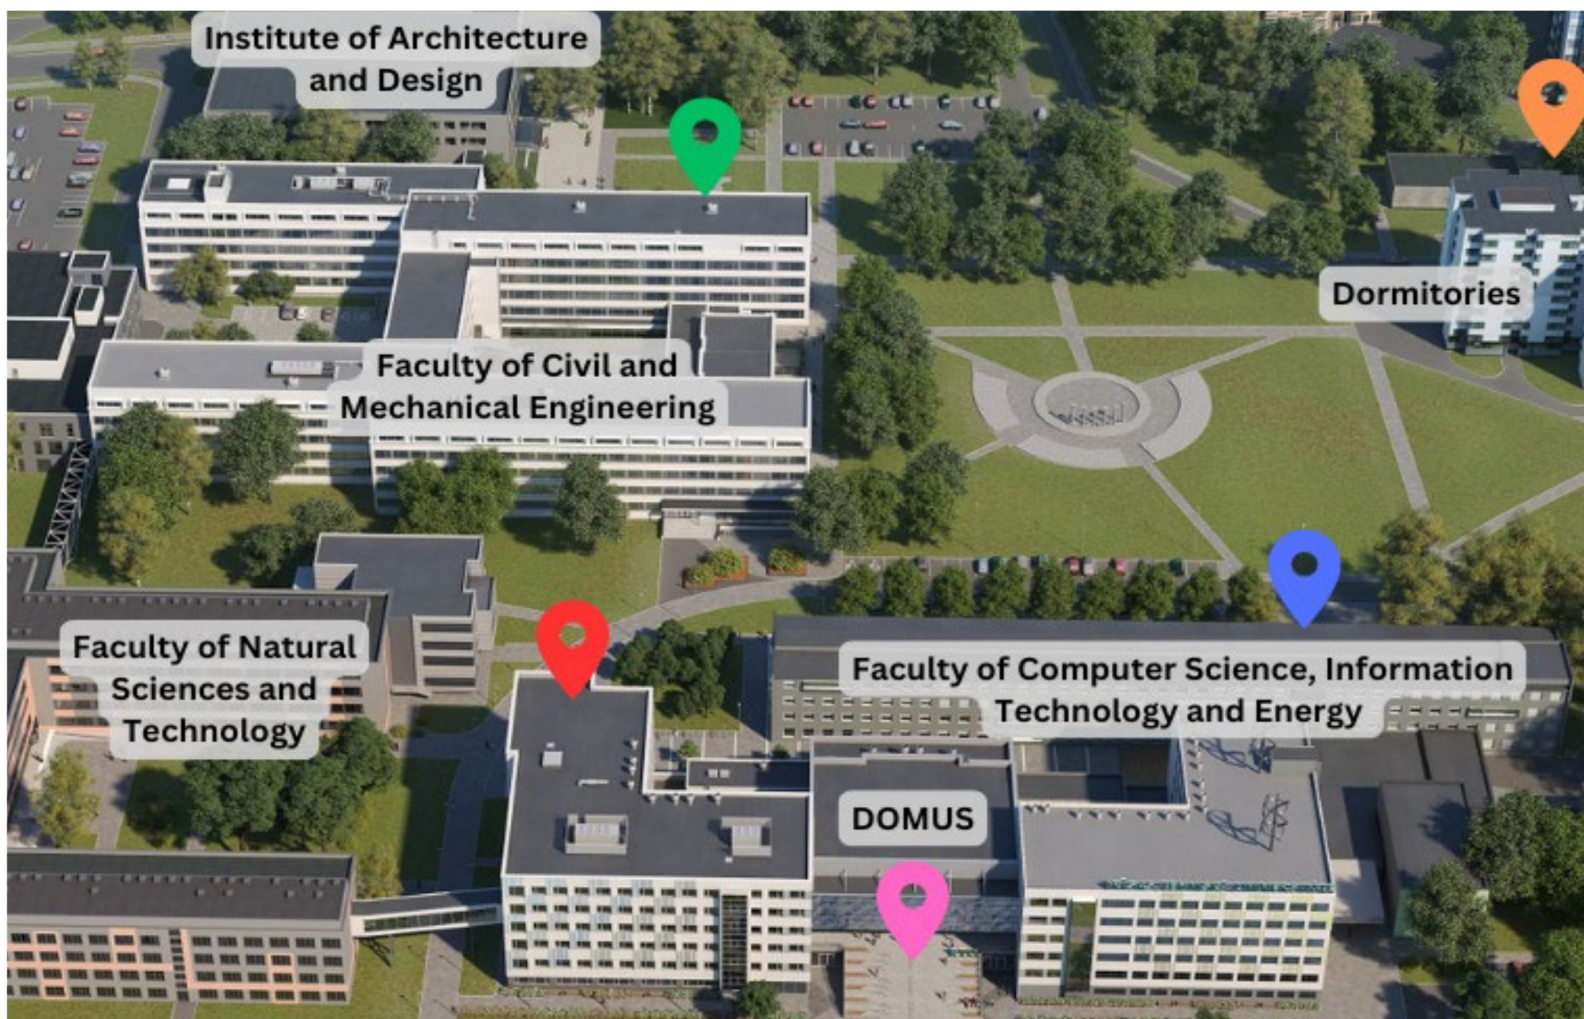 Institute of Architecture
and Design
Dormitories
Faculty of Civil and
Mechanical Engineering
Faculty of Natural
Sciences and
Technology
Faculty of Computer Science, Information
Technology and Energy
DOMUS